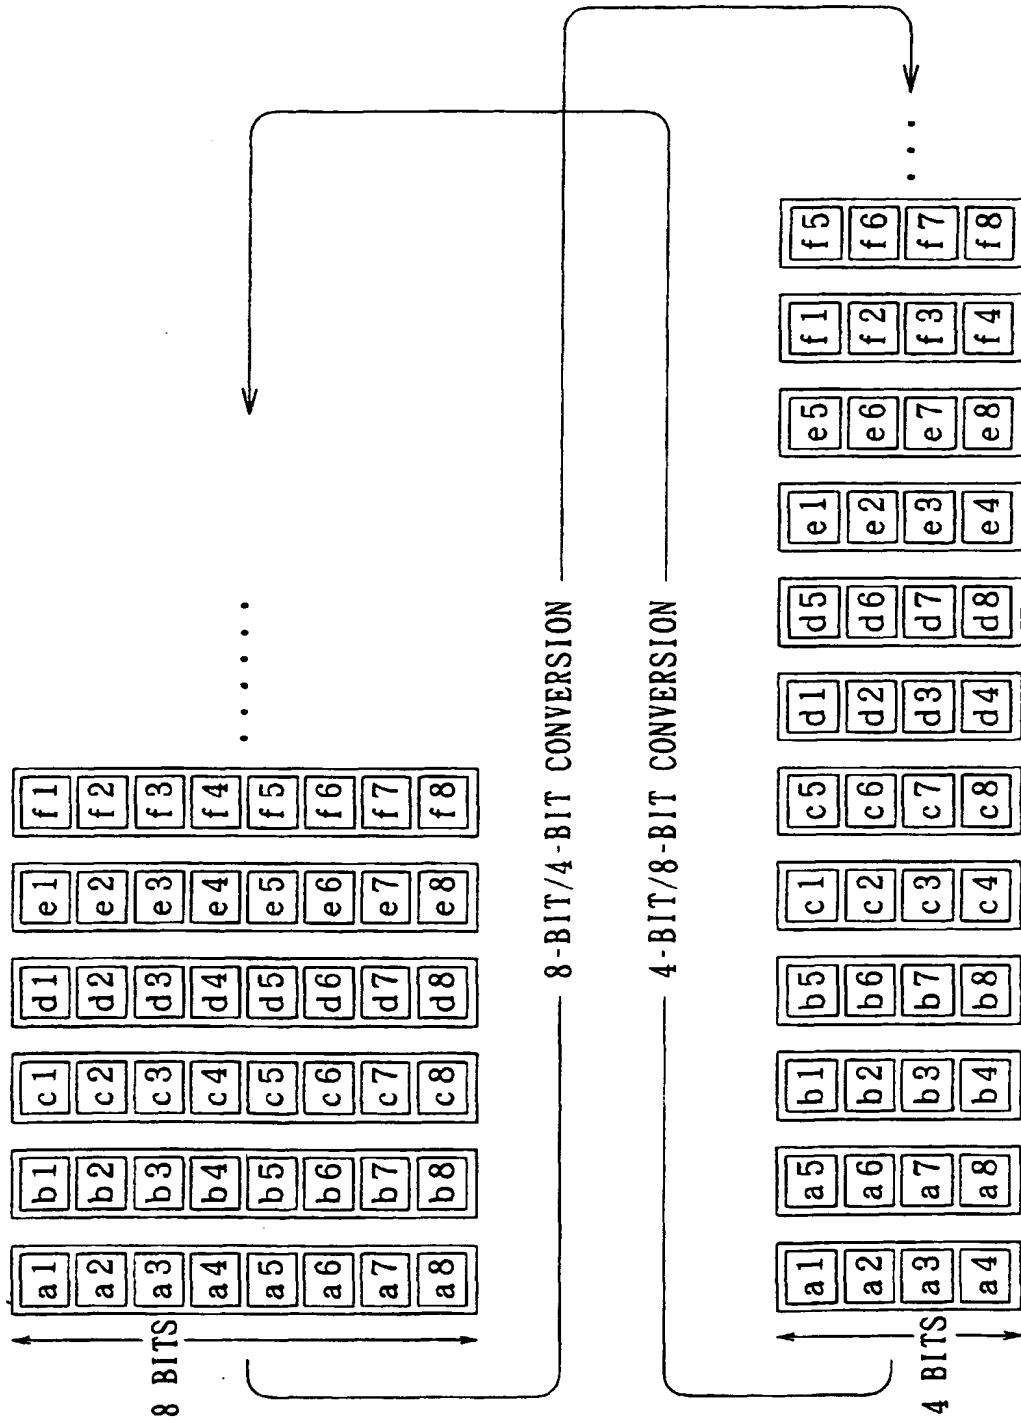 8 BITS
a1 b1 c1 d1 e1 f1
a2 b2 c2 d2 e2 f2
a3 b3 c3 d3 e3 f3
a4 b4 c4 d4 e4 f4
a5 b5 c5 d5 e5 f5
a6 b6 c6 d6 e6 f6
a7 b7 c7 d7 e7 f7
a8 b8 c8 d8 e8 f8
8-BIT/4-BIT CONVERSION
4-BIT/8-BIT CONVERSION
4 BITS
a1 a5 b1 b5 c1 c5 d1 d5 e1 e5 f1 f5
a2 a6 b2 b6 c2 c6 d2 d6 e2 e6 f2 f6
a3 a7 b3 b7 c3 c7 d3 d7 e3 e7 f3 f7
a4 a8 b4 b8 c4 c8 d4 d8 e4 e8 f4 f8